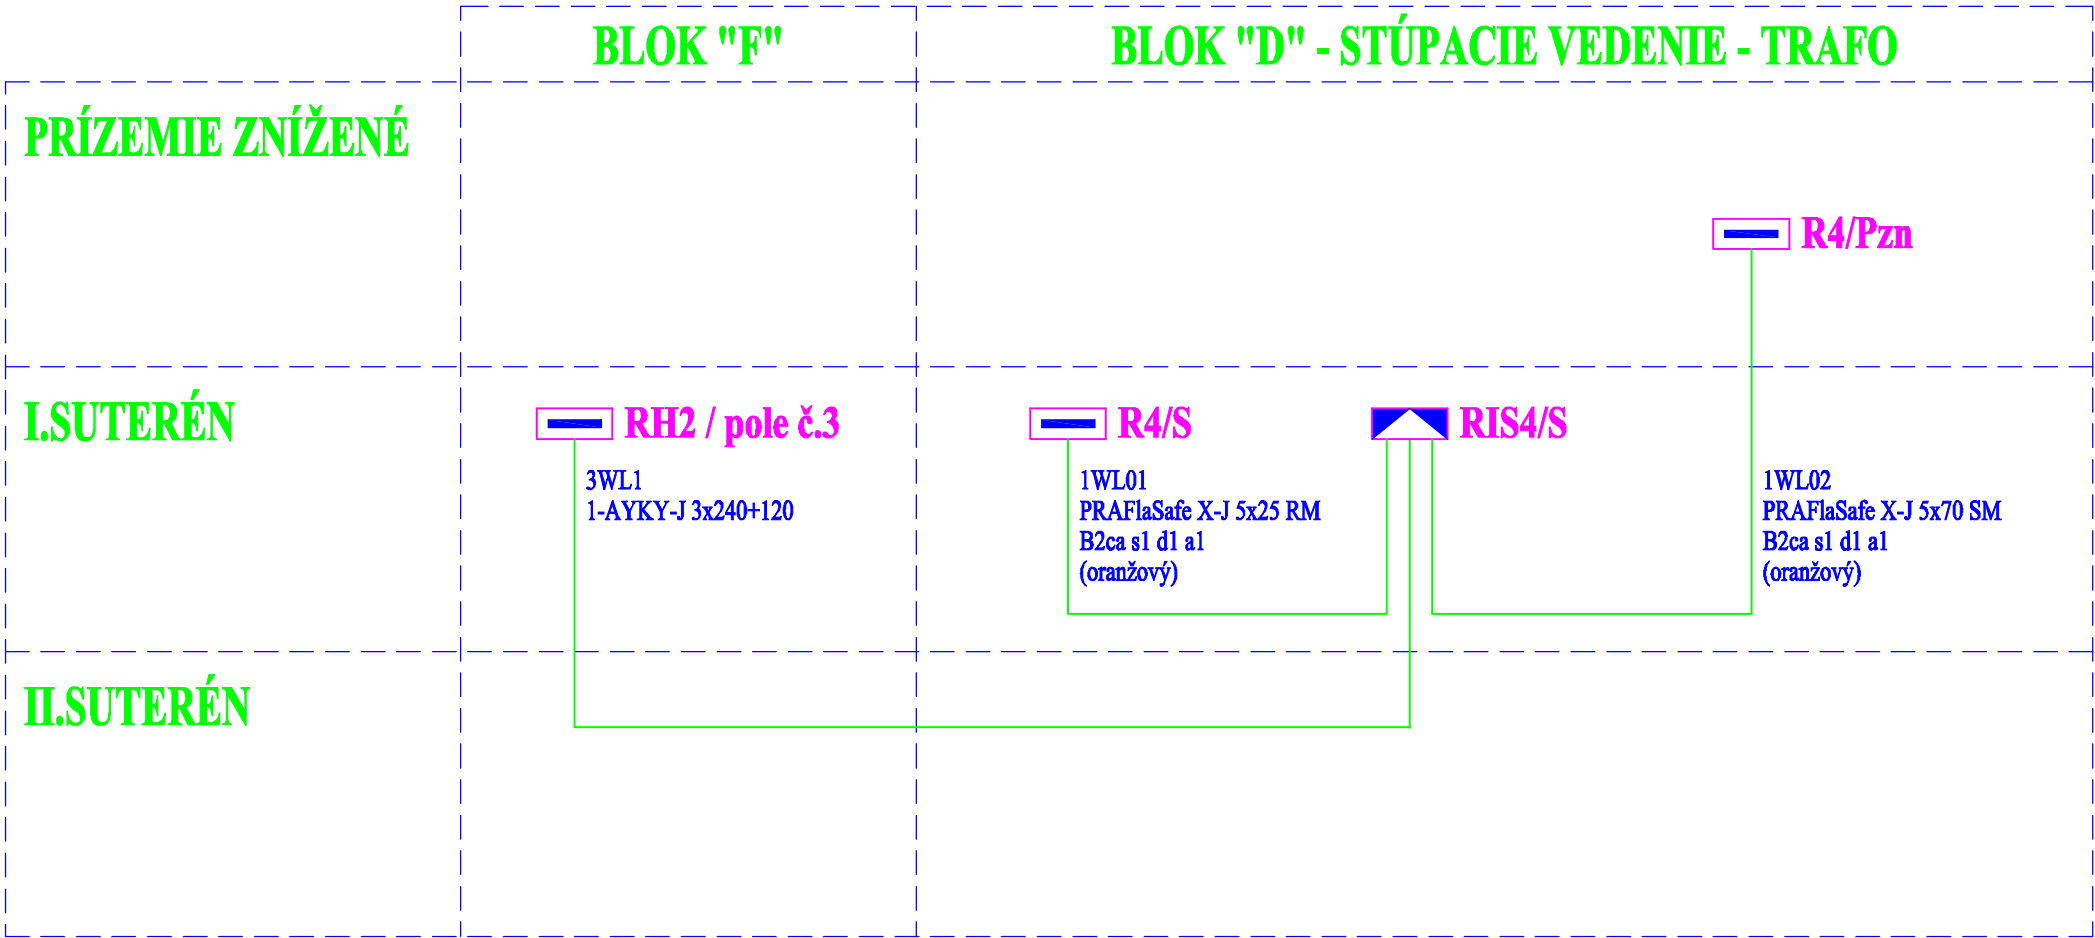 BLOK "F"
BLOK "D" - STÚPACIE VEDENIE - TRAFO
PRÍZEMIE ZNÍŽENÉ
R4/Pzn
I.SUTERÉN
RH2 / pole č.3
R4/S
RIS4/S
3WL1
1-AYKY-J 3x240+120
1WL01
PRAFlaSafe X-J 5x25 RM
B2ca s1 d1 a1
(oranžový)
1WL02
PRAFlaSafe X-J 5x70 SM
B2ca s1 d1 a1
(oranžový)
II.SUTERÉN